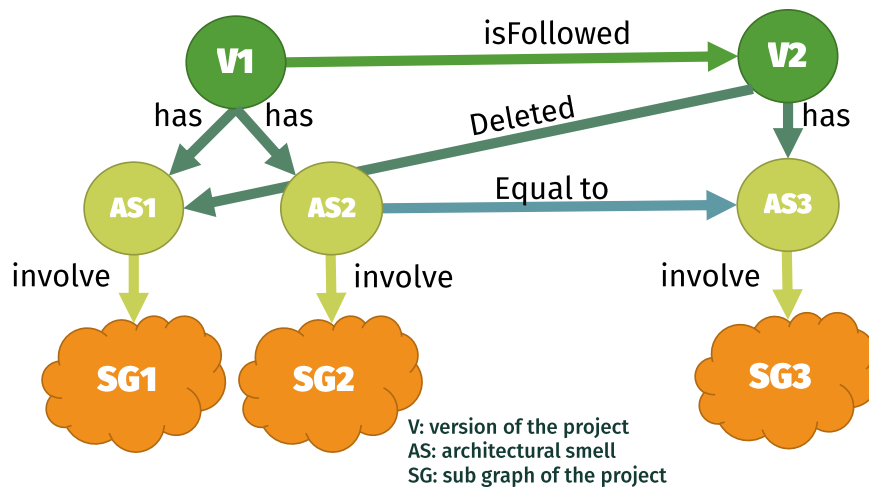 isFollowed
V1
V2
has
has
Deleted
has
AS1
AS2
Equal to
AS3
involve
involve
involve
SG1
SG2
SG3
V: version of the project
AS: architectural smell
SG: sub graph of the project